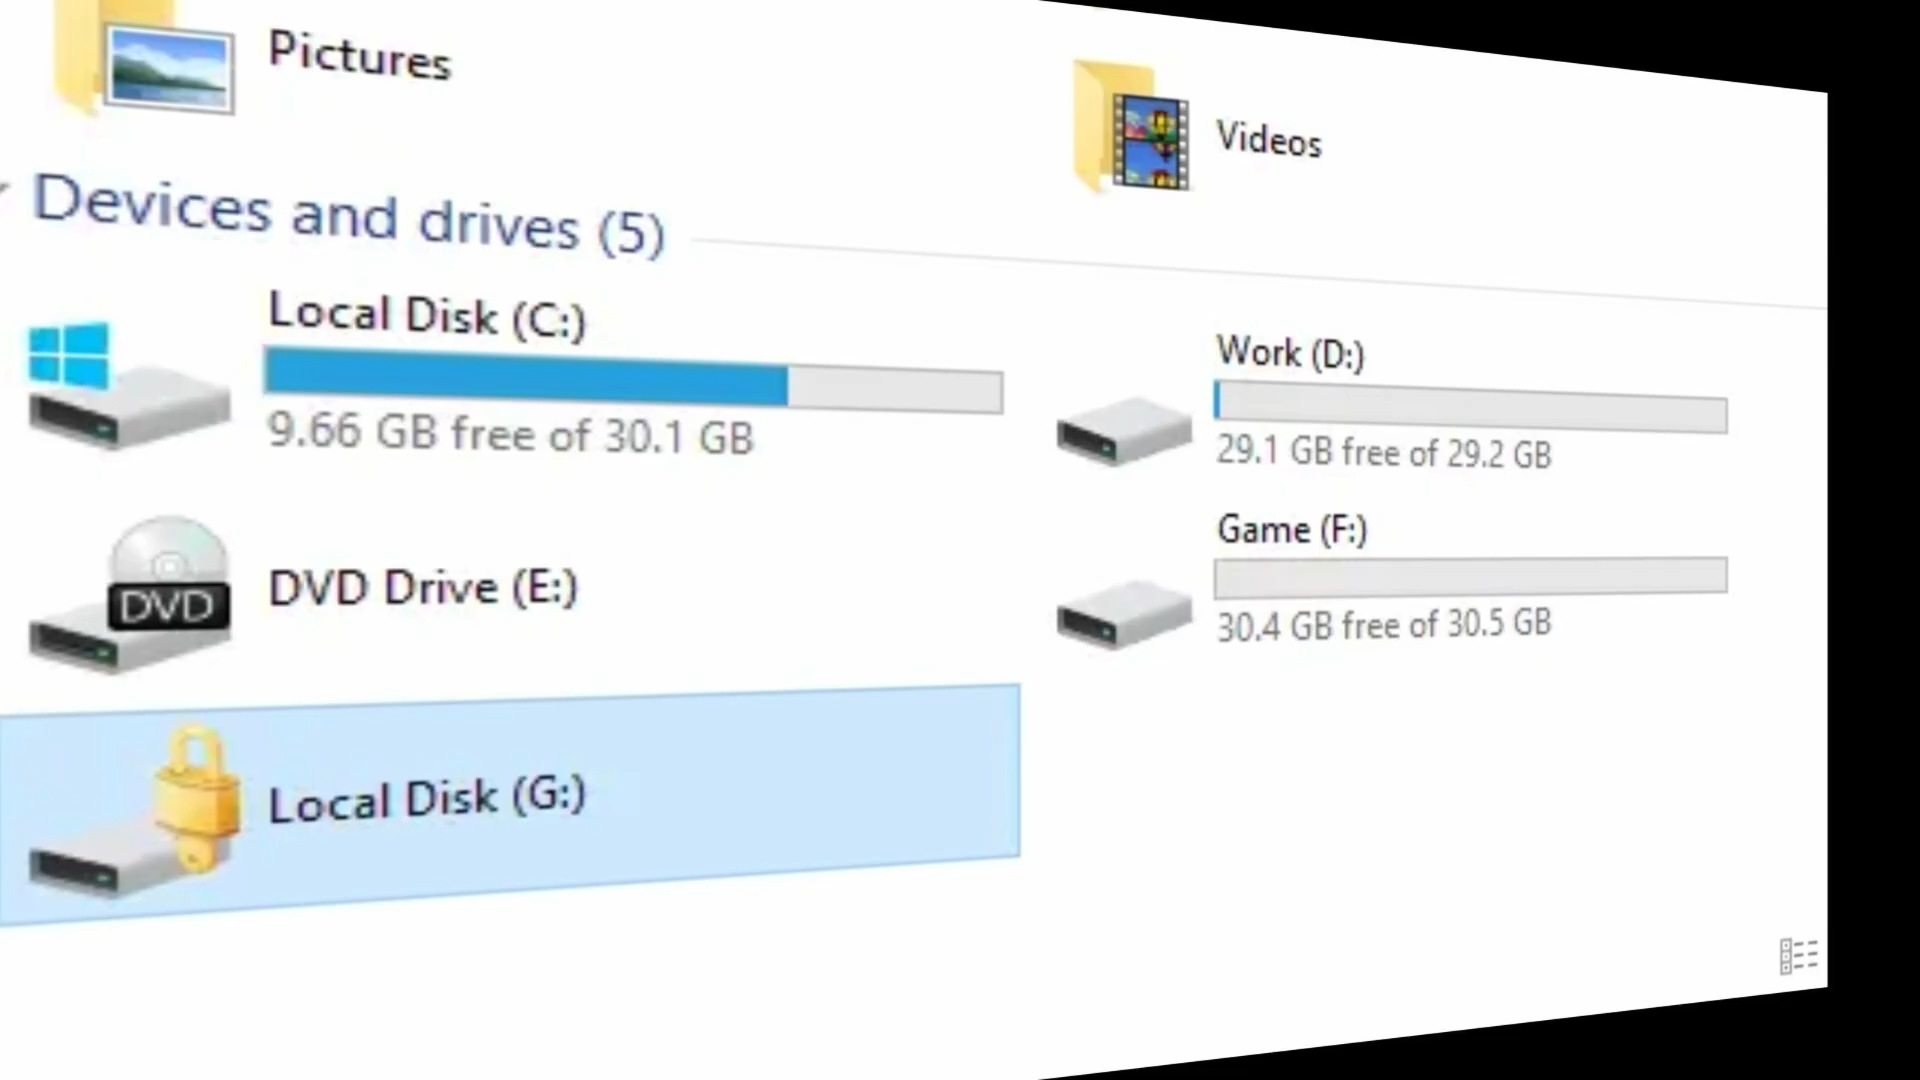 Pictures
Videos
Devices and drives (5)
Local Disk (C:)
9.66 GB free of 30.1 GB
Work (D:)
29.1 GB free of 29.2 GB
DVD
DVD Drive (E:)
Game (F:)
30.4 GB free of 30.5 GB
Local Disk (G:)